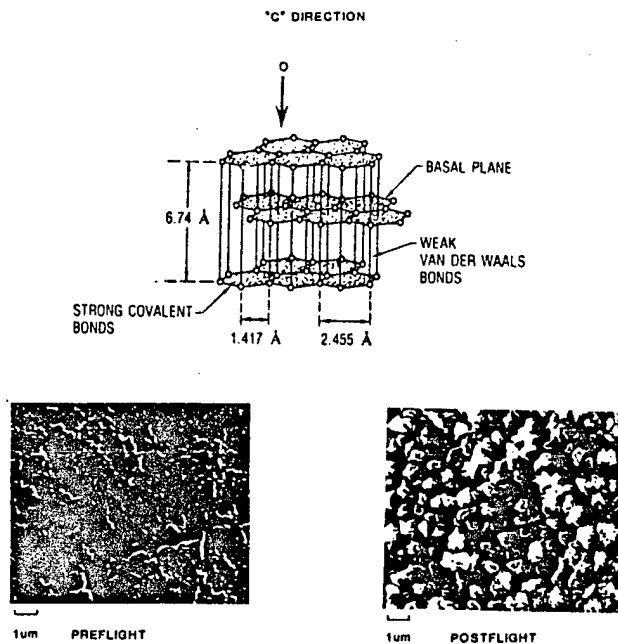 "C" DIRECTION
O
BASAL PLANE
6.74 Å
WEAK
VAN DER WAALS
BONDS
STRONG COVALENT
BONDS
1.417 Å
2.455 Å
1um PREFLIGHT
1um POSTFLIGHT